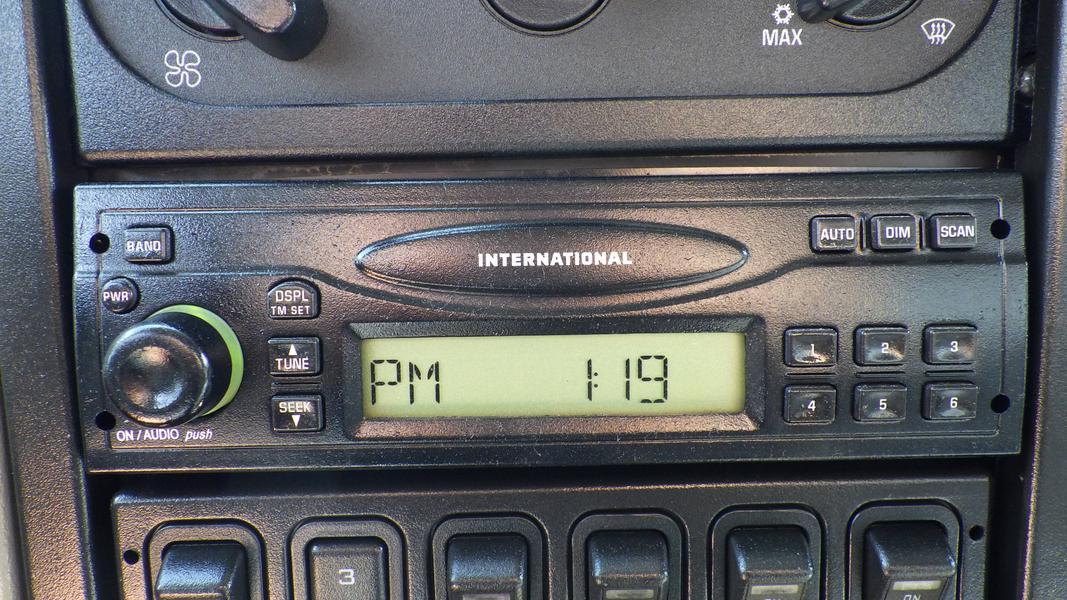 MAX
BAND
INTERNATIONAL
AUTO DIM SCAN
PWR
DSPL
TM SET
TUNE
SEEK
PM 1:19
1 2 3
4 5 6
ON / AUDIO push
3
ON